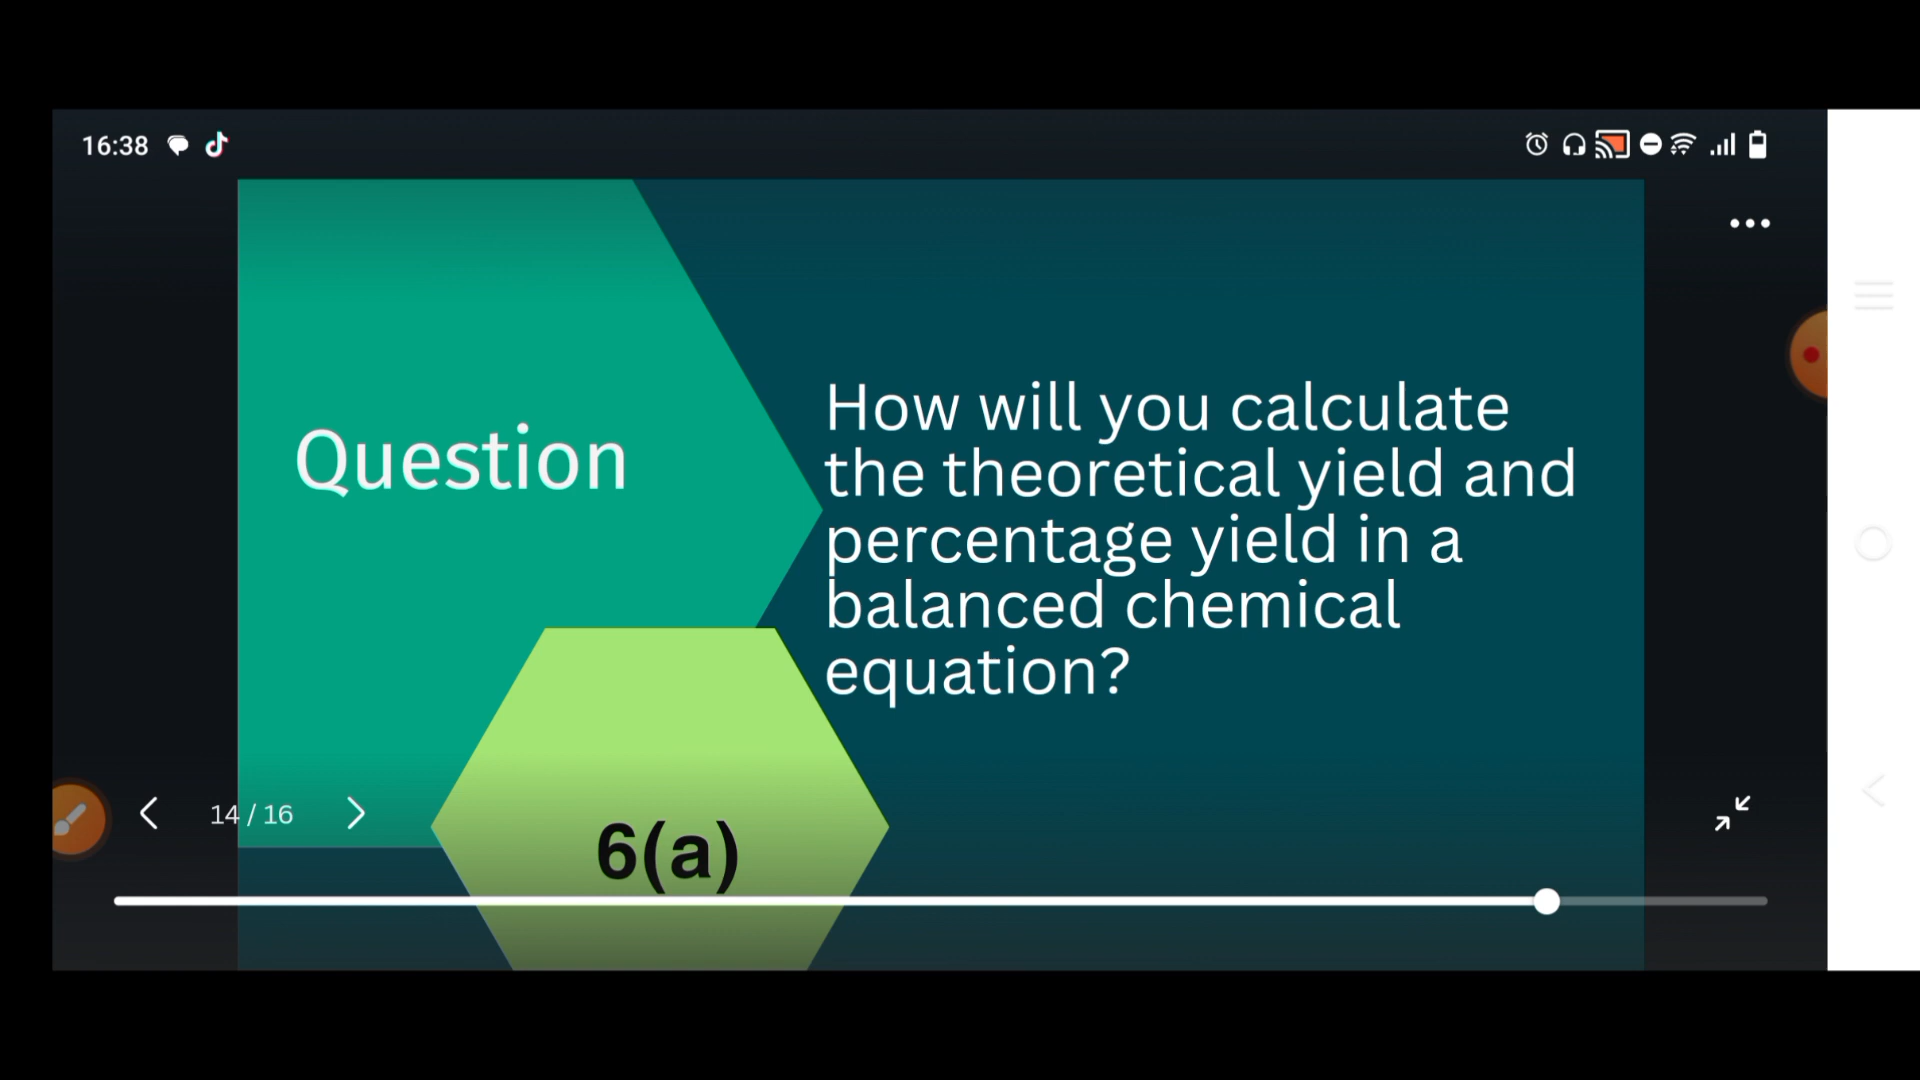 16:38
Question
How will you calculate
the theoretical yield and
percentage yield in a
balanced chemical
equation?
14 / 16
6(a)